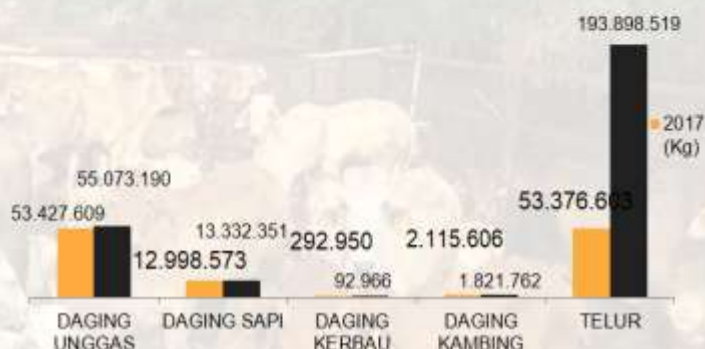 193.898.519
2017
(Kg)
55.073.190
53.427.609
13.332.351
12.998.573
292.950
92.966
2.115.606
1.821.762
53.376.603
DAGING
UNGGAS
DAGING SAPI
DAGING
KERBAU
DAGING
KAMBING
TELUR